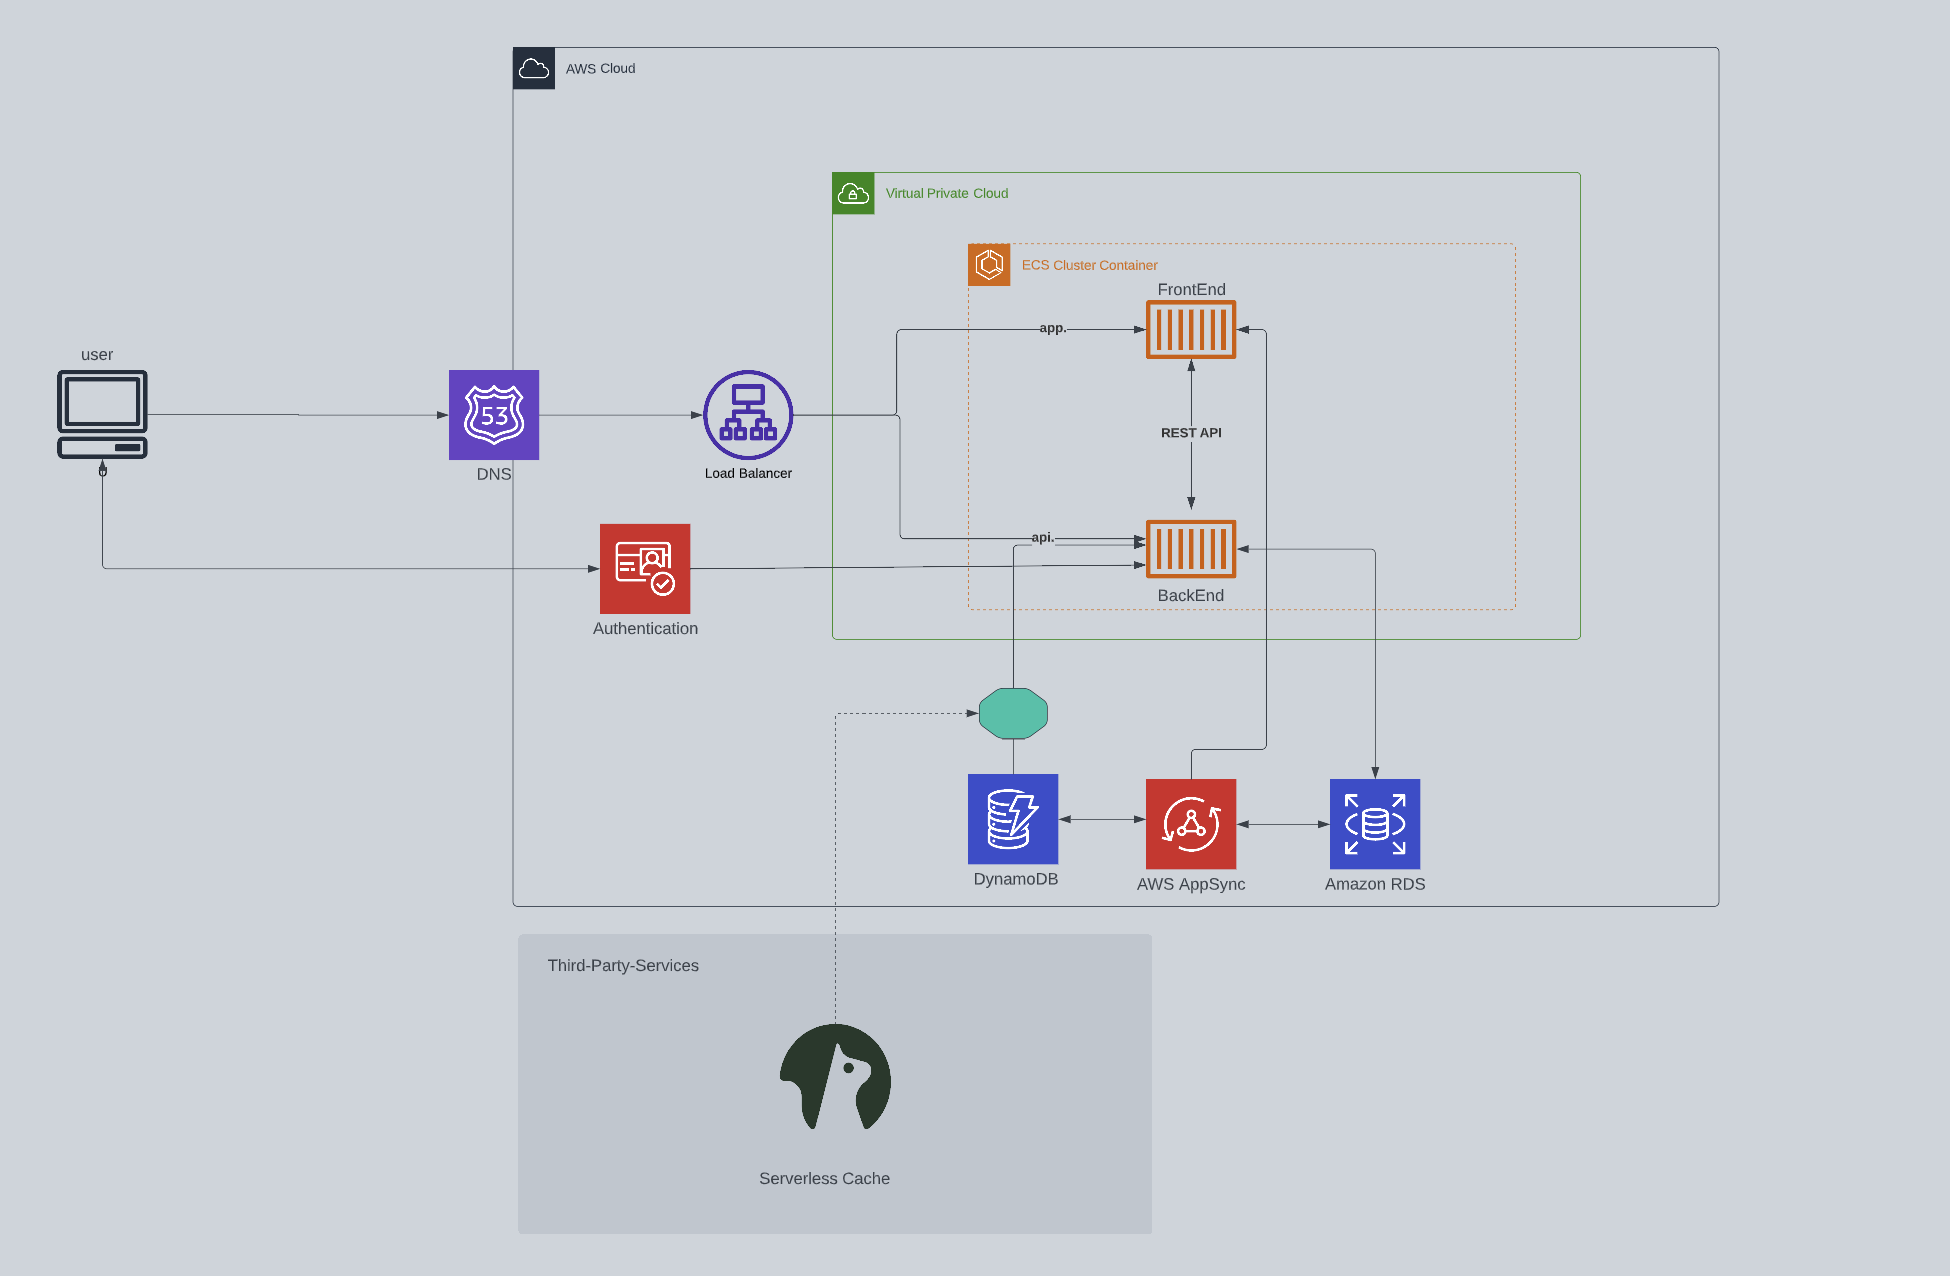 AWS Cloud
Virtual Private Cloud
ECS Cluster Container
FrontEnd
app.
user
53
REST API
DNS
Load Balancer
api.
BackEnd
Authentication
DynamoDB
AWS AppSync
Amazon RDS
Third-Party-Services
Serverless Cache